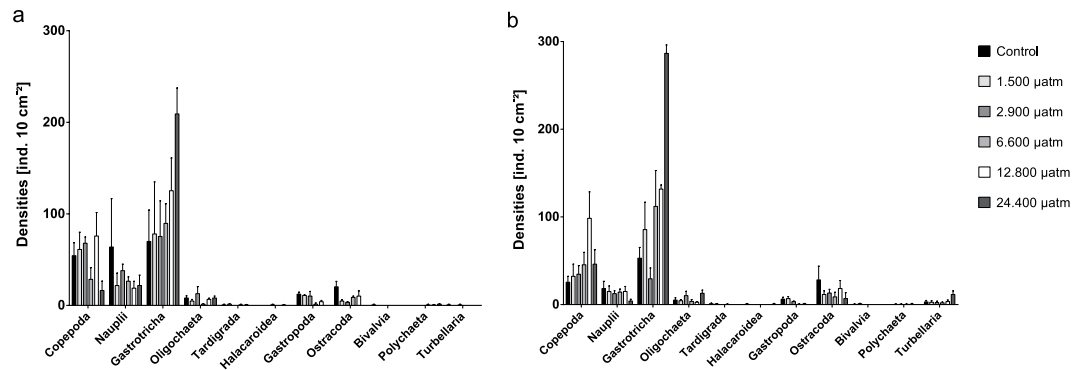 a
Densities [ind. 10 cm⁻²]
300
200
100
0
Copepoda
Nauplii
Gastrotricha
Oligochaeta
Tardigrada
Halacaroidea
Gastropoda
Ostracoda
Bivalvia
Polychaeta
Turbellaria
b
Densities [ind. 10 cm⁻²]
300
200
100
0
Copepoda
Nauplii
Gastrotricha
Oligochaeta
Tardigrada
Halacaroidea
Gastropoda
Ostracoda
Bivalvia
Polychaeta
Turbellaria
Control
1.500 µatm
2.900 µatm
6.600 µatm
12.800 µatm
24.400 µatm